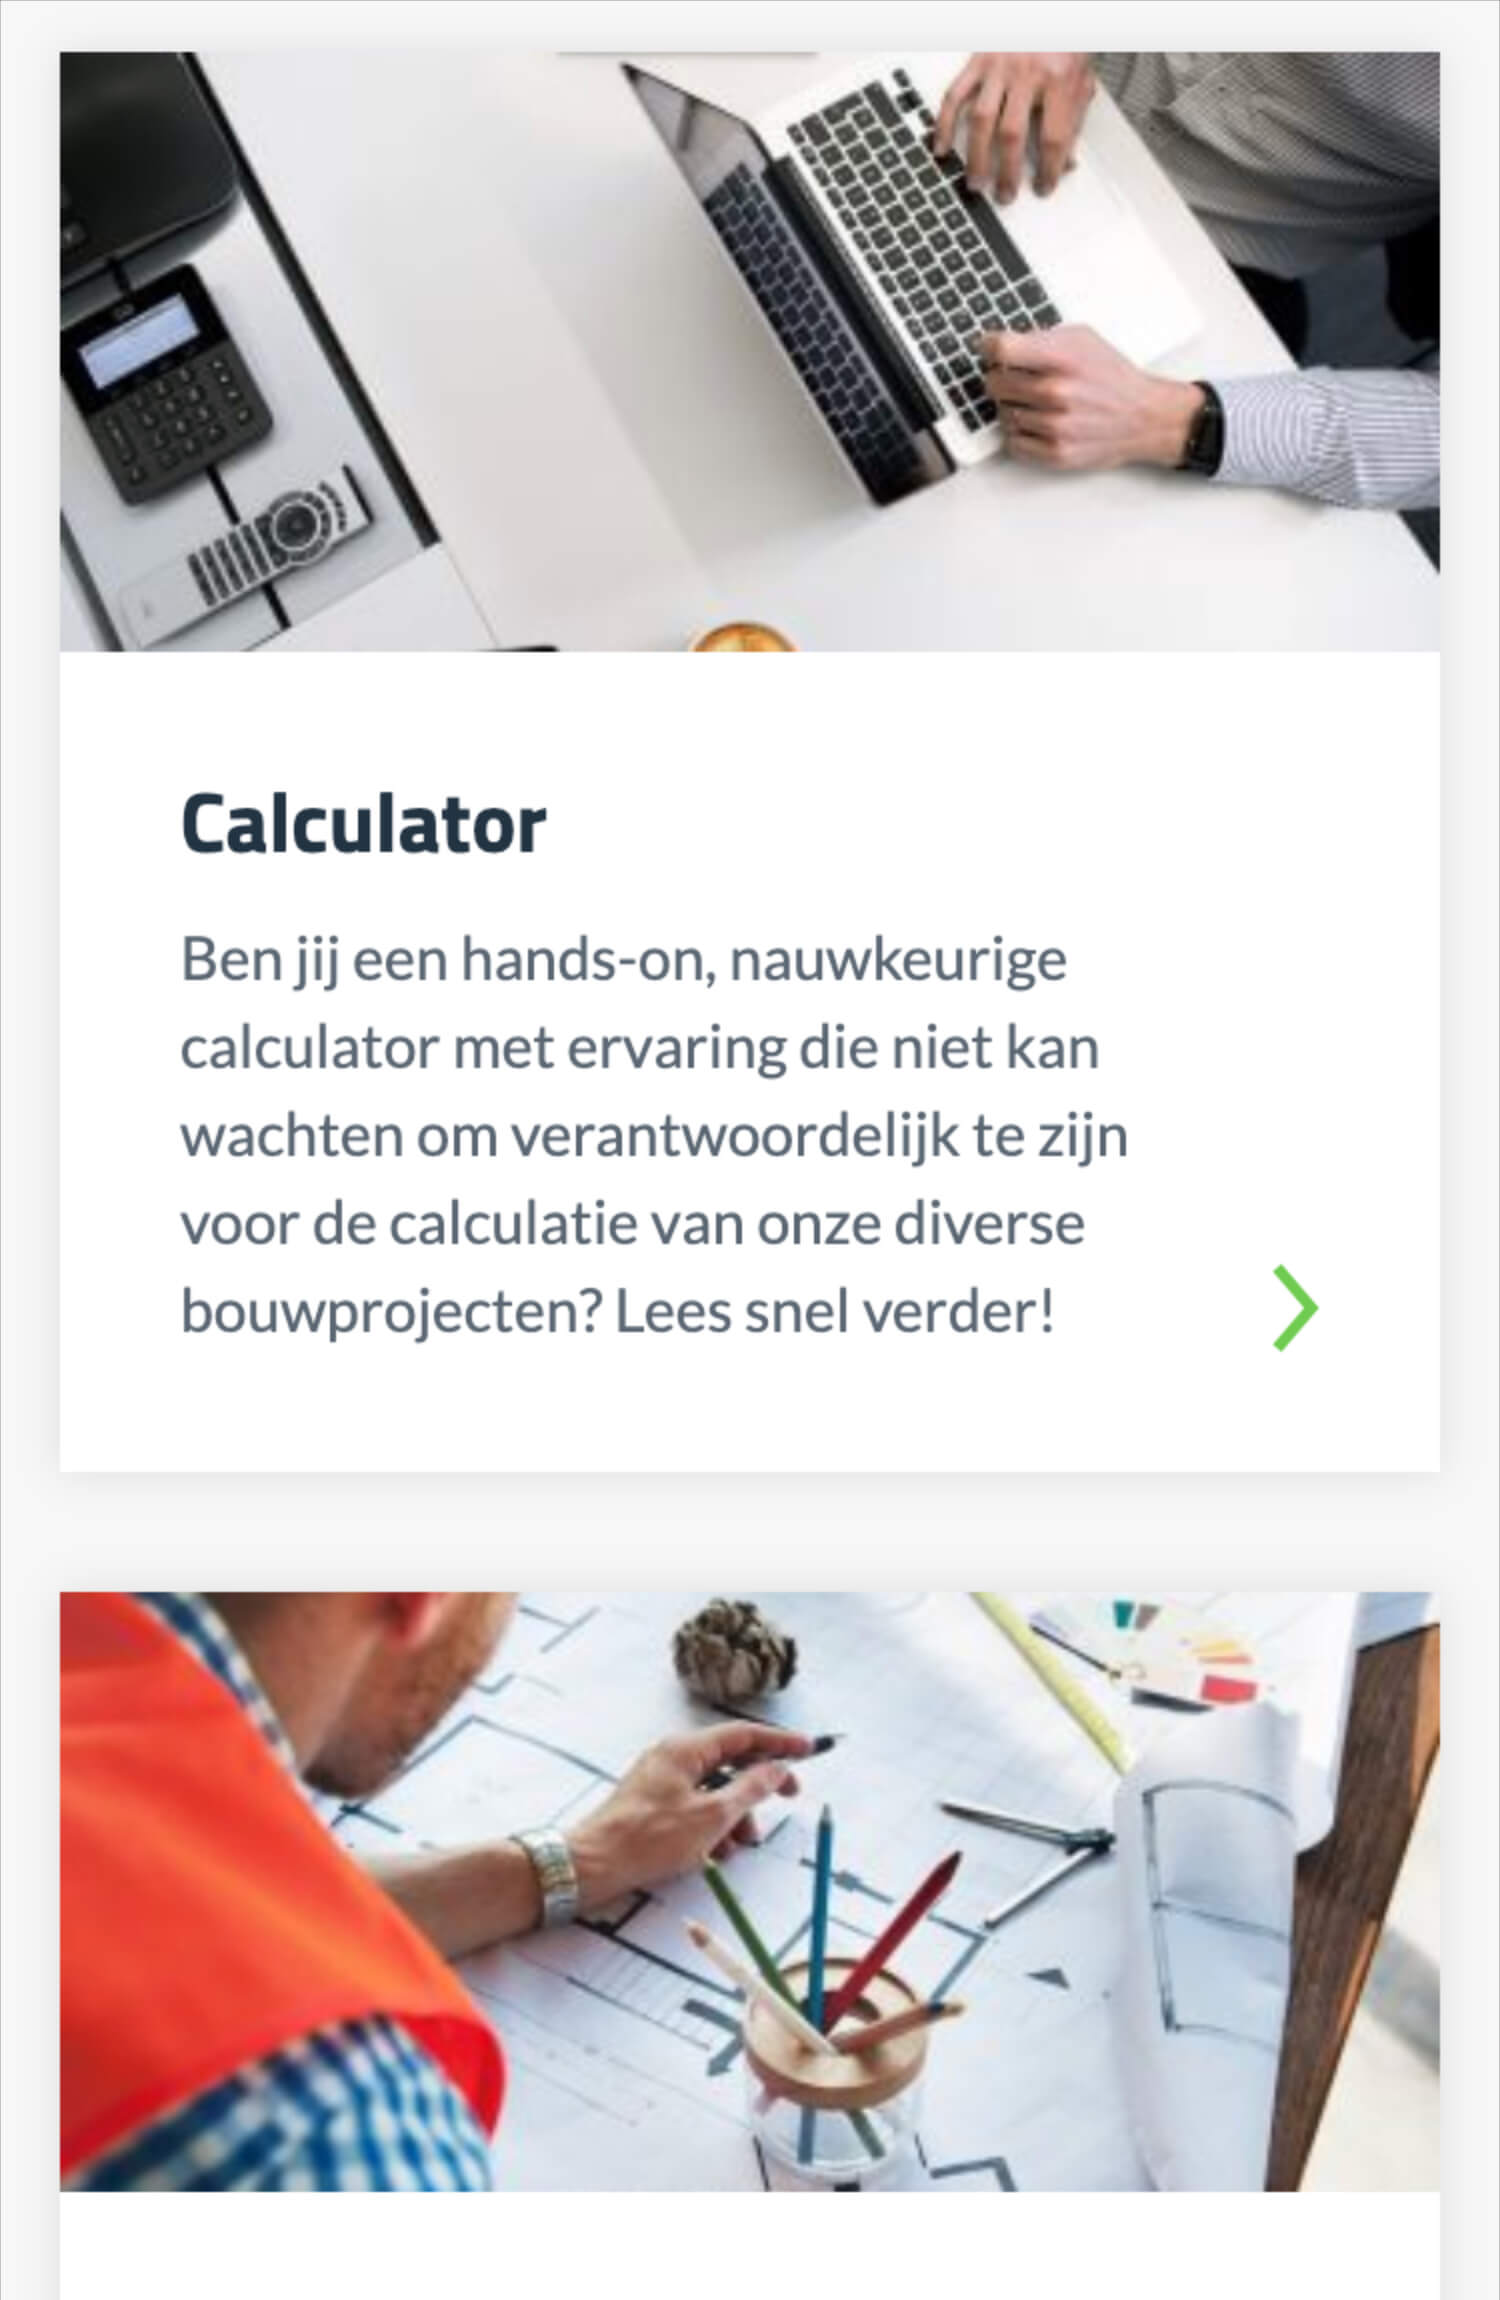 Calculator
Ben jij een hands-on, nauwkeurige
calculator met ervaring die niet kan
wachten om verantwoordelijk te zijn
voor de calculatie van onze diverse
bouwprojecten? Lees snel verder!